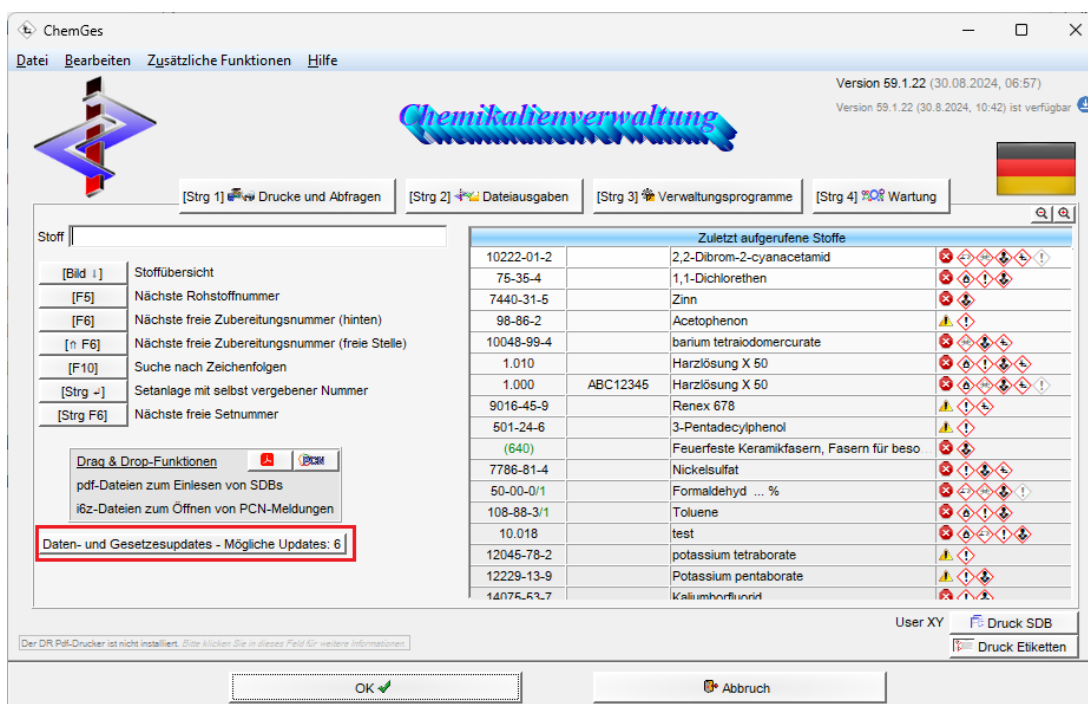 ChemGes
Datei Bearbeiten Zusätzliche Funktionen Hilfe
Version 59.1.22 (30.08.2024, 06:57)
Version 59.1.22 (30.8.2024, 10:42) ist verfügbar
Chemikalienverwaltung
[Strg 1] Drucke und Abfragen [Strg 2] Dateiausgaben [Strg 3] Verwaltungsprogramme [Strg 4] Wartung
Stoff
[Bild ↓] Stoffübersicht
[F5] Nächste Rohstoffnummer
[F6] Nächste freie Zubereitungsnummer (hinten)
[⇑ F6] Nächste freie Zubereitungsnummer (freie Stelle)
[F10] Suche nach Zeichenfolgen
[Strg ↵] Setanlage mit selbst vergebener Nummer
[Strg F6] Nächste freie Setnummer
Drag & Drop-Funktionen PCN
pdf-Dateien zum Einlesen von SDBs
i6z-Dateien zum Öffnen von PCN-Meldungen
Daten- und Gesetzesupdates - Mögliche Updates: 6
Zuletzt aufgerufene Stoffe
10222-01-2 2,2-Dibrom-2-cyanacetamid
75-35-4 1,1-Dichlorethen
7440-31-5 Zinn
98-86-2 Acetophenon
10048-99-4 barium tetraiodomercurate
1.010 Harzlösung X 50
1.000 ABC12345 Harzlösung X 50
9016-45-9 Renex 678
501-24-6 3-Pentadecylphenol
(640) Feuerfeste Keramikfasern, Fasern für beso
7786-81-4 Nickelsulfat
50-00-0/1 Formaldehyd ... %
108-88-3/1 Toluene
10.018 test
12045-78-2 potassium tetraborate
12229-13-9 Potassium pentaborate
14075-53-7 Kaliumborfluorid
User XY
Druck SDB
Der DR Pdf-Drucker ist nicht installiert. Bitte klicken Sie in dieses Feld für weitere Informationen.
Druck Etiketten
OK Abbruch